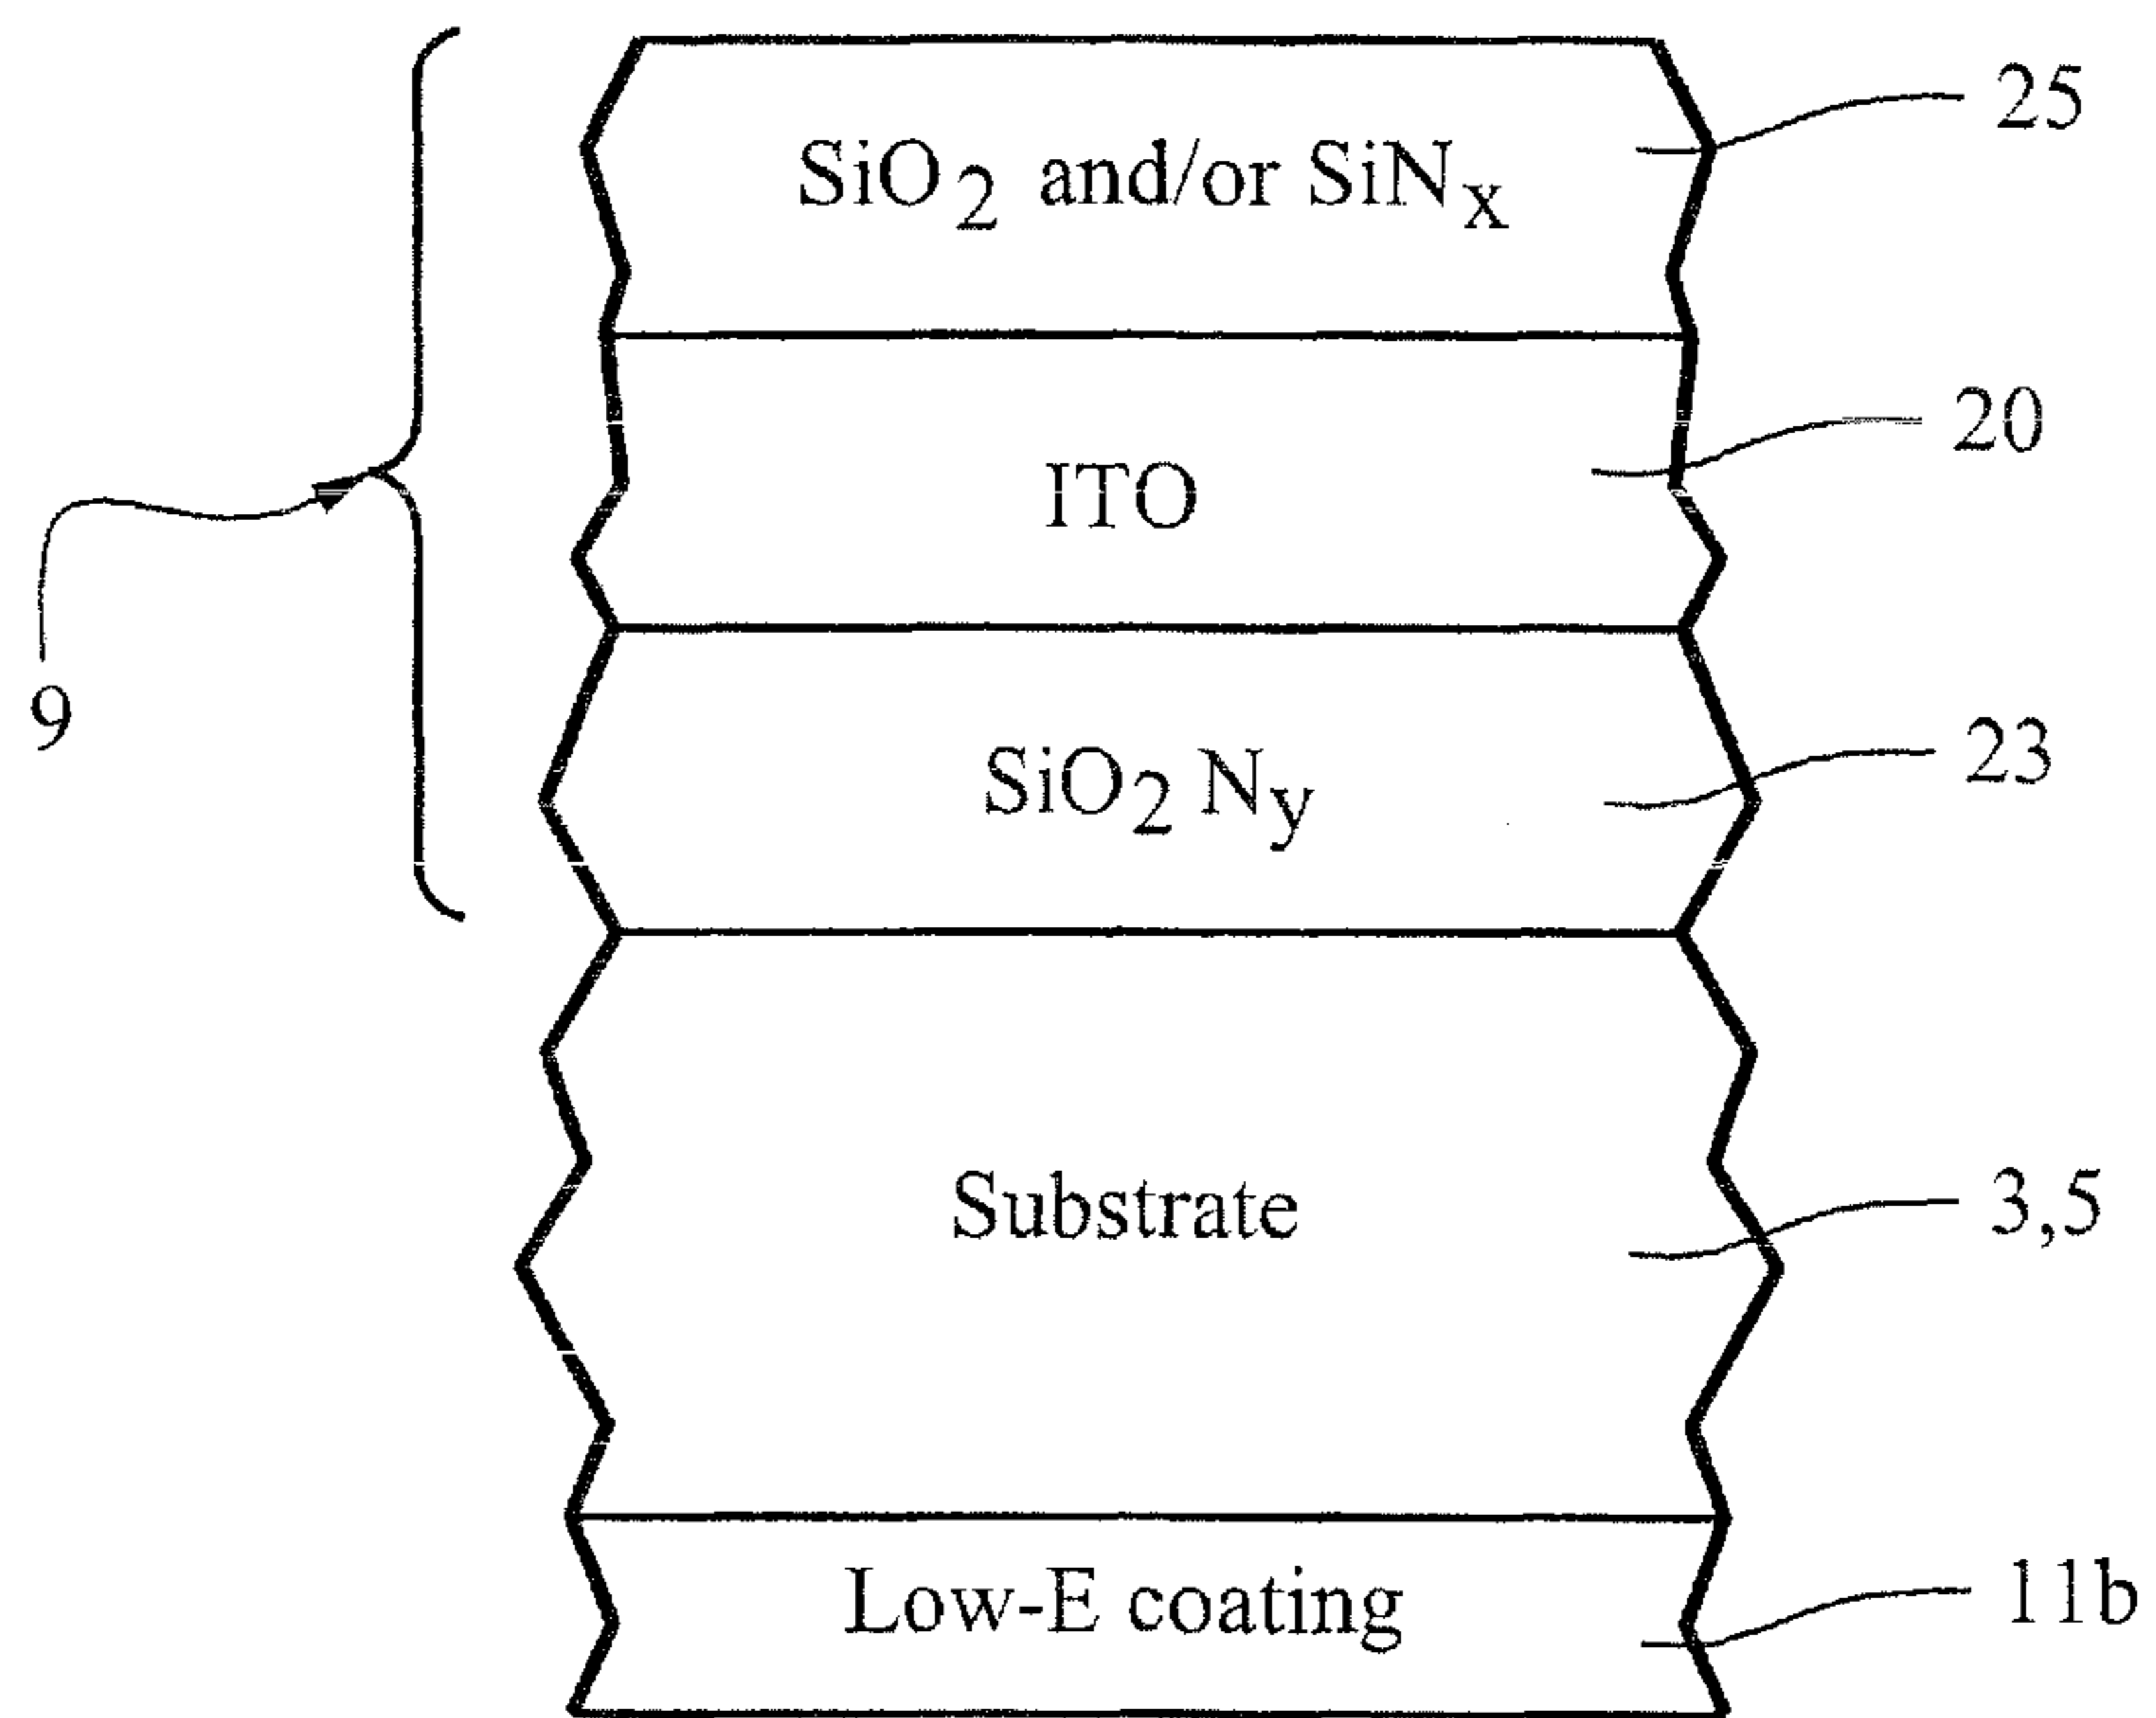 25
SiO₂ and/or SiNₓ
20
ITO
9
23
SiO₂ Ny
3,5
Substrate
11b
Low-E coating